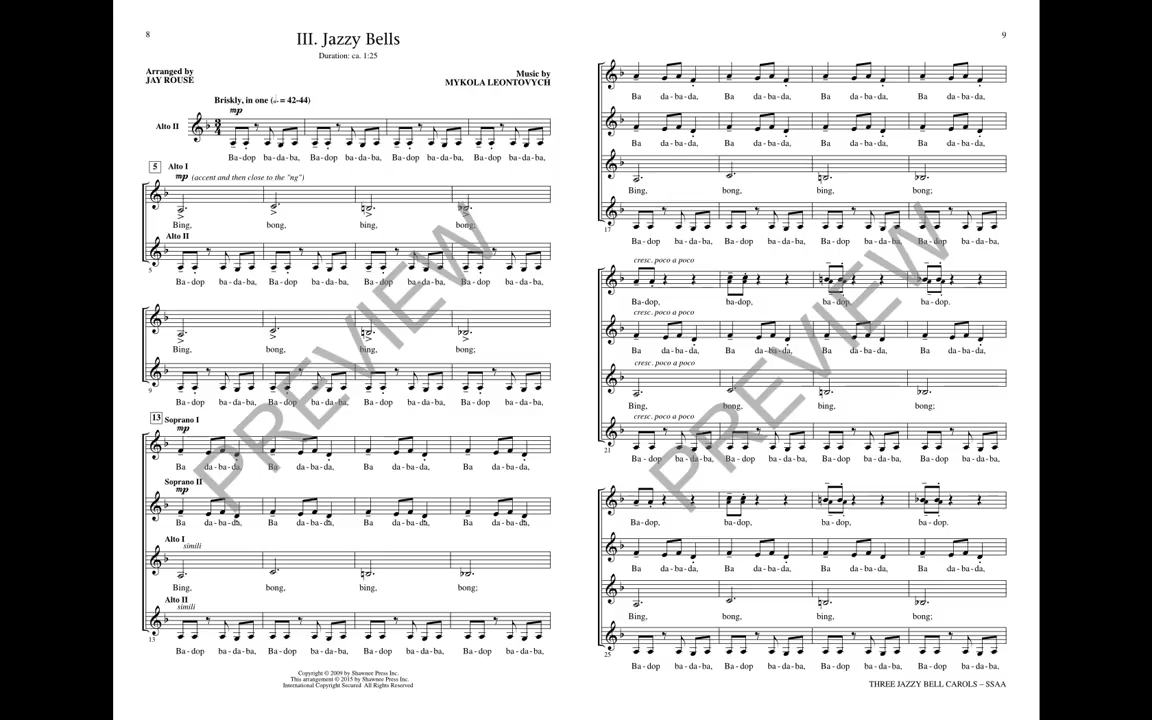 8
III. Jazzy Bells
Duration: ca. 1:25
Arranged by
JAY ROUSE
Music by
MYKOLA LEONTOVYCH
Briskly, in one (𝅗𝅥. = 42-44)
mp
Alto II
Ba - dop ba - da - ba, Ba - dop ba - da - ba, Ba - dop ba - da - ba, Ba - dop ba - da - ba,
5 Alto I
mp (accent and then close to the "ng")
Bing, bong, bing, bong;
Alto II
5
Ba - dop ba - da - ba, Ba - dop ba - da - ba, Ba - dop ba - da - ba, Ba - dop ba - da - ba,
Bing, bong, bing, bong;
9
Ba - dop ba - da - ba, Ba - dop ba - da - ba, Ba - dop ba - da - ba, Ba - dop ba - da - ba,
13 Soprano I
mp
Ba da - ba - da, Ba da - ba - da, Ba da - ba - da, Ba da - ba - da,
Soprano II
mp
Ba da - ba - da, Ba da - ba - da, Ba da - ba - da, Ba da - ba - da,
Alto I
simili
Bing, bong, bing, bong;
Alto II
simili
13
Ba - dop ba - da - ba, Ba - dop ba - da - ba, Ba - dop ba - da - ba, Ba - dop ba - da - ba,
Copyright © 2009 by Shawnee Press Inc.
This arrangement © 2015 by Shawnee Press Inc.
International Copyright Secured All Rights Reserved
PREVIEW
9
Ba da - ba - da, Ba da - ba - da, Ba da - ba - da, Ba da - ba - da,
Ba da - ba - da, Ba da - ba - da, Ba da - ba - da, Ba da - ba - da,
Bing, bong, bing, bong;
17
Ba - dop ba - da - ba, Ba - dop ba - da - ba, Ba - dop ba - da - ba, Ba - dop ba - da - ba,
cresc. poco a poco
Ba - dop, ba - dop, ba - dop, ba - dop.
cresc. poco a poco
Ba da - ba - da, Ba da - ba - da, Ba da - ba - da, Ba da - ba - da,
cresc. poco a poco
Bing, bong, bing, bong;
cresc. poco a poco
21
Ba - dop ba - da - ba, Ba - dop ba - da - ba, Ba - dop ba - da - ba, Ba - dop ba - da - ba,
Ba - dop, ba - dop, ba - dop, ba - dop.
Ba da - ba - da, Ba da - ba - da, Ba da - ba - da, Ba da - ba - da,
Bing, bong, bing, bong;
25
Ba - dop ba - da - ba, Ba - dop ba - da - ba, Ba - dop ba - da - ba, Ba - dop ba - da - ba,
THREE JAZZY BELL CAROLS – SSAA
PREVIEW